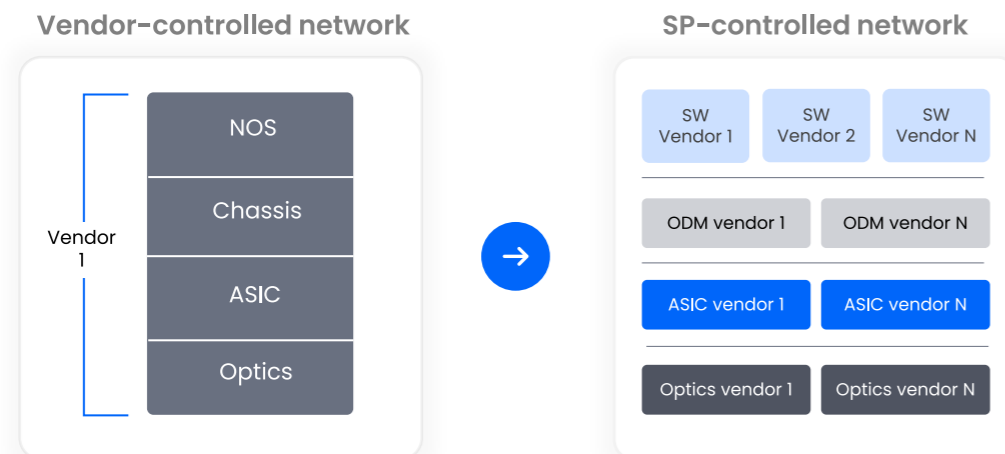 Vendor-controlled network
NOS
Chassis
Vendor
1
ASIC
Optics
SP-controlled network
SW
Vendor 1
SW
Vendor 2
SW
Vendor N
ODM vendor 1
ODM vendor N
ASIC vendor 1
ASIC vendor N
Optics vendor 1
Optics vendor N